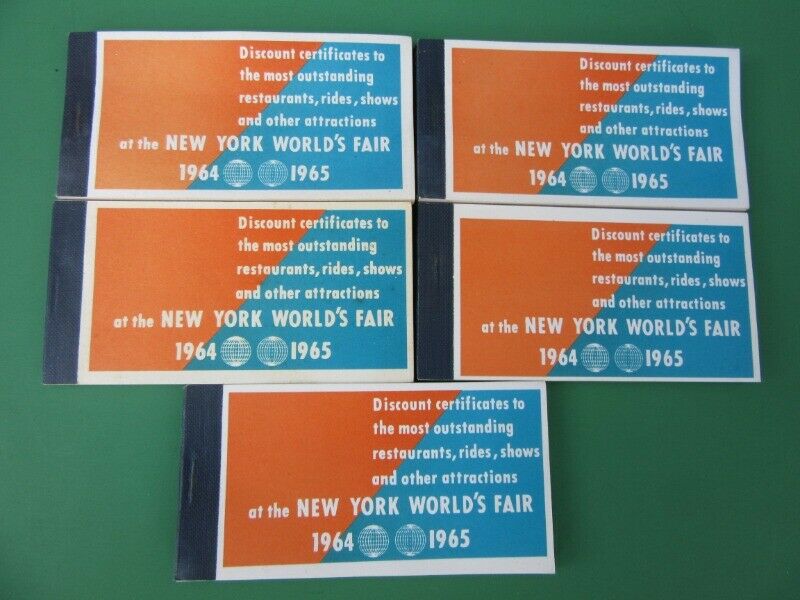 Discount certificates to
the most outstanding
restaurants, rides, shows
and other attractions
at the NEW YORK WORLD'S FAIR
1964 1965
Discount certificates to
the most outstanding
restaurants, rides, shows
and other attractions
at the NEW YORK WORLD'S FAIR
1964 1965
Discount certificates to
the most outstanding
restaurants, rides, shows
and other attractions
at the NEW YORK WORLD'S FAIR
1964 1965
Discount certificates to
the most outstanding
restaurants, rides, shows
and other attractions
at the NEW YORK WORLD'S FAIR
1964 1965
Discount certificates to
the most outstanding
restaurants, rides, shows
and other attractions
at the NEW YORK WORLD'S FAIR
1964 1965